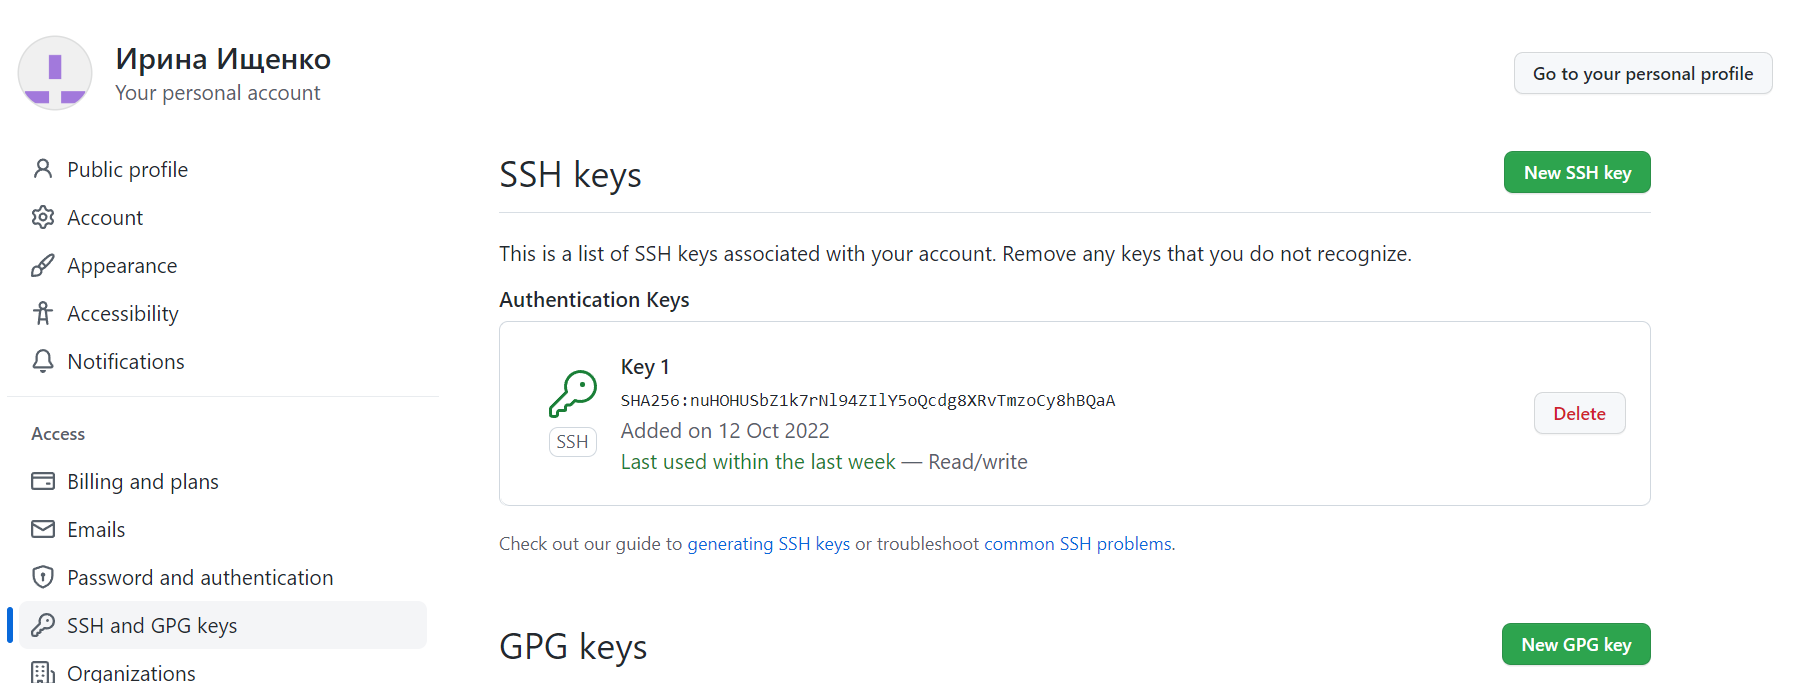 Ирина Ищенко
Your personal account
Go to your personal profile
Public profile
Account
Appearance
Accessibility
Notifications
Access
Billing and plans
Emails
Password and authentication
SSH and GPG keys
Organizations
SSH keys
New SSH key
This is a list of SSH keys associated with your account. Remove any keys that you do not recognize.
Authentication Keys
Key 1
SHA256:nuHOHUSbZ1k7rNl94ZIlY5oQcdg8XRvTmzoCy8hBQaA
SSH
Added on 12 Oct 2022
Last used within the last week — Read/write
Delete
Check out our guide to generating SSH keys or troubleshoot common SSH problems.
GPG keys
New GPG key